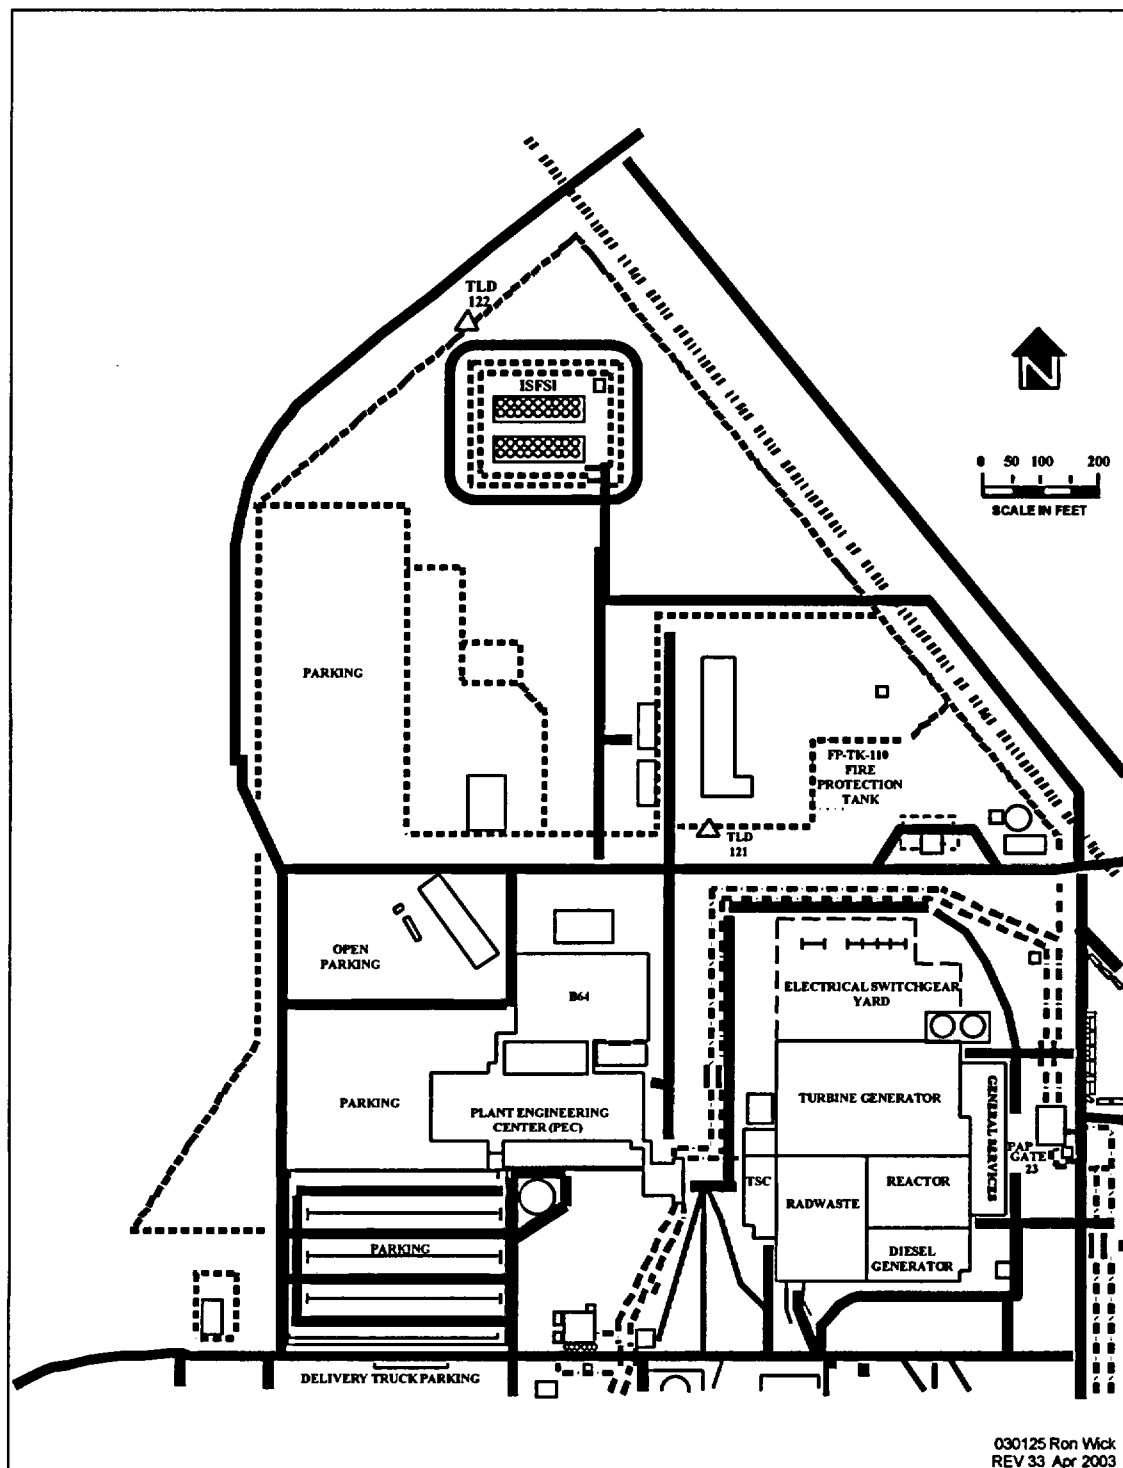 TLD
122
N
ISFSI
0 50 100 200
SCALE IN FEET
PARKING
FP-TK-110
FIRE
PROTECTION
TANK
TLD
121
OPEN
PARKING
B64
ELECTRICAL SWITCHGEAR
YARD
PARKING
PLANT ENGINEERING
CENTER (PEC)
TURBINE GENERATOR
GENERAL SERVICES
PAP
GATE
23
TSC
RADWASTE
REACTOR
PARKING
DIESEL
GENERATOR
DELIVERY TRUCK PARKING
030125 Ron Wick
REV 33 Apr 2003